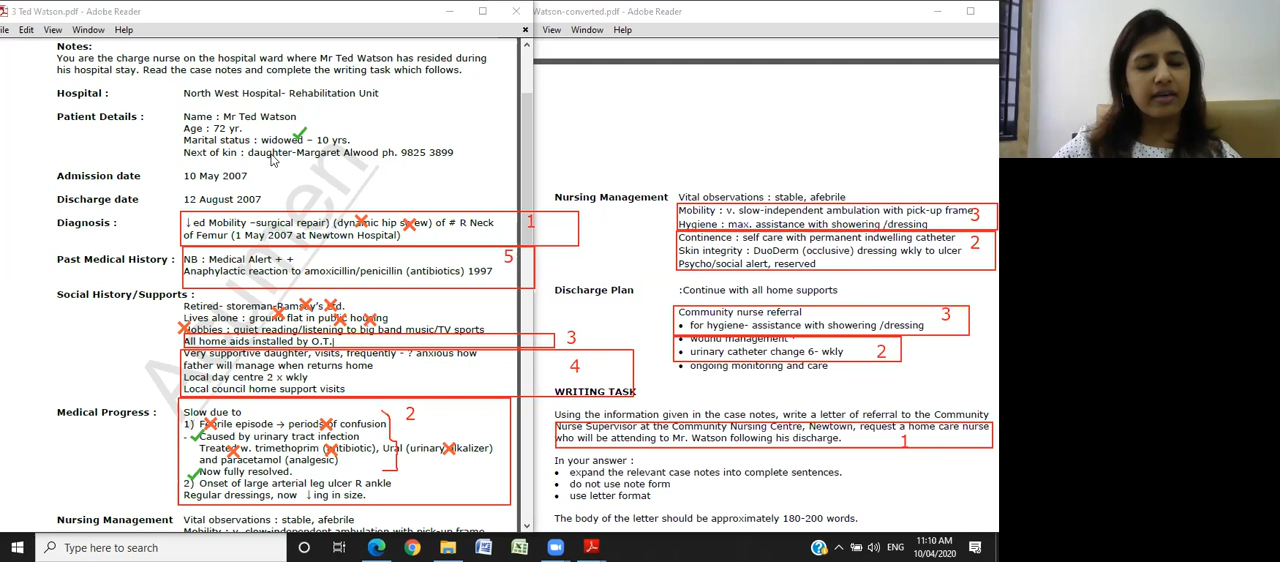 3 Ted Watson.pdf - Adobe Reader
File Edit View Window Help
Notes:
You are the charge nurse on the hospital ward where Mr Ted Watson has resided during
his hospital stay. Read the case notes and complete the writing task which follows.
Hospital : North West Hospital- Rehabilitation Unit
Patient Details : Name : Mr Ted Watson
Age : 72 yr.
Marital status : widowed – 10 yrs.
Next of kin : daughter-Margaret Alwood ph. 9825 3899
Admission date 10 May 2007
Discharge date 12 August 2007
Diagnosis : ↓ed Mobility –surgical repair) (dynamic hip screw) of # R Neck
of Femur (1 May 2007 at Newtown Hospital)
1
Past Medical History : NB : Medical Alert + +
Anaphylactic reaction to amoxicillin/penicillin (antibiotics) 1997
5
Social History/Supports :
Retired- storeman-Ramsay's Ltd.
Lives alone : ground flat in public housing
Hobbies : quiet reading/listening to big band music/TV sports
All home aids installed by O.T.
3
Very supportive daughter, visits, frequently - ? anxious how
father will manage when returns home
Local day centre 2 x wkly
Local council home support visits
4
Medical Progress : Slow due to
1) Febrile episode → periods of confusion
- Caused by urinary tract infection
Treated w. trimethoprim (antibiotic), Ural (urinary alkalizer)
and paracetamol (analgesic)
Now fully resolved.
2) Onset of large arterial leg ulcer R ankle
Regular dressings, now ↓ing in size.
2
Nursing Management Vital observations : stable, afebrile
Mobility : v. slow-independent ambulation with pick-up frame
Watson-converted.pdf - Adobe Reader
View Window Help
Nursing Management Vital observations : stable, afebrile
Mobility : v. slow-independent ambulation with pick-up frame
Hygiene : max. assistance with showering /dressing
3
Continence : self care with permanent indwelling catheter
Skin integrity : DuoDerm (occlusive) dressing wkly to ulcer
Psycho/social alert, reserved
2
Discharge Plan :Continue with all home supports
Community nurse referral
• for hygiene- assistance with showering /dressing
3
• wound management
• urinary catheter change 6- wkly
2
• ongoing monitoring and care
WRITING TASK
Using the information given in the case notes, write a letter of referral to the Community
Nurse Supervisor at the Community Nursing Centre, Newtown, request a home care nurse
who will be attending to Mr. Watson following his discharge.
1
In your answer :
• expand the relevant case notes into complete sentences.
• do not use note form
• use letter format
The body of the letter should be approximately 180-200 words.
Type here to search
ENG
11:10 AM
10/04/2020